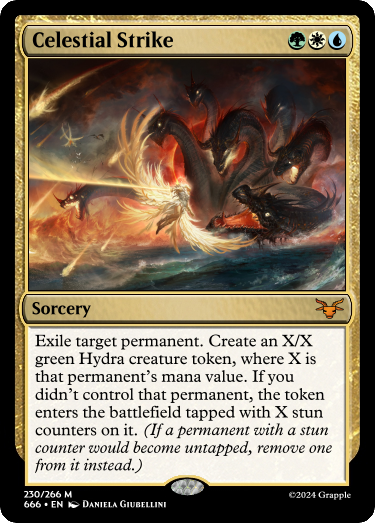 Celestial Strike
Sorcery
Exile target permanent. Create an X/X
green Hydra creature token, where X is
that permanent's mana value. If you
didn't control that permanent, the token
enters the battlefield tapped with X stun
counters on it. (If a permanent with a
stun counter would become untapped, remove
one from it instead.)
230/266 M
666 • EN Daniela Giubellini
©2024 Grapple